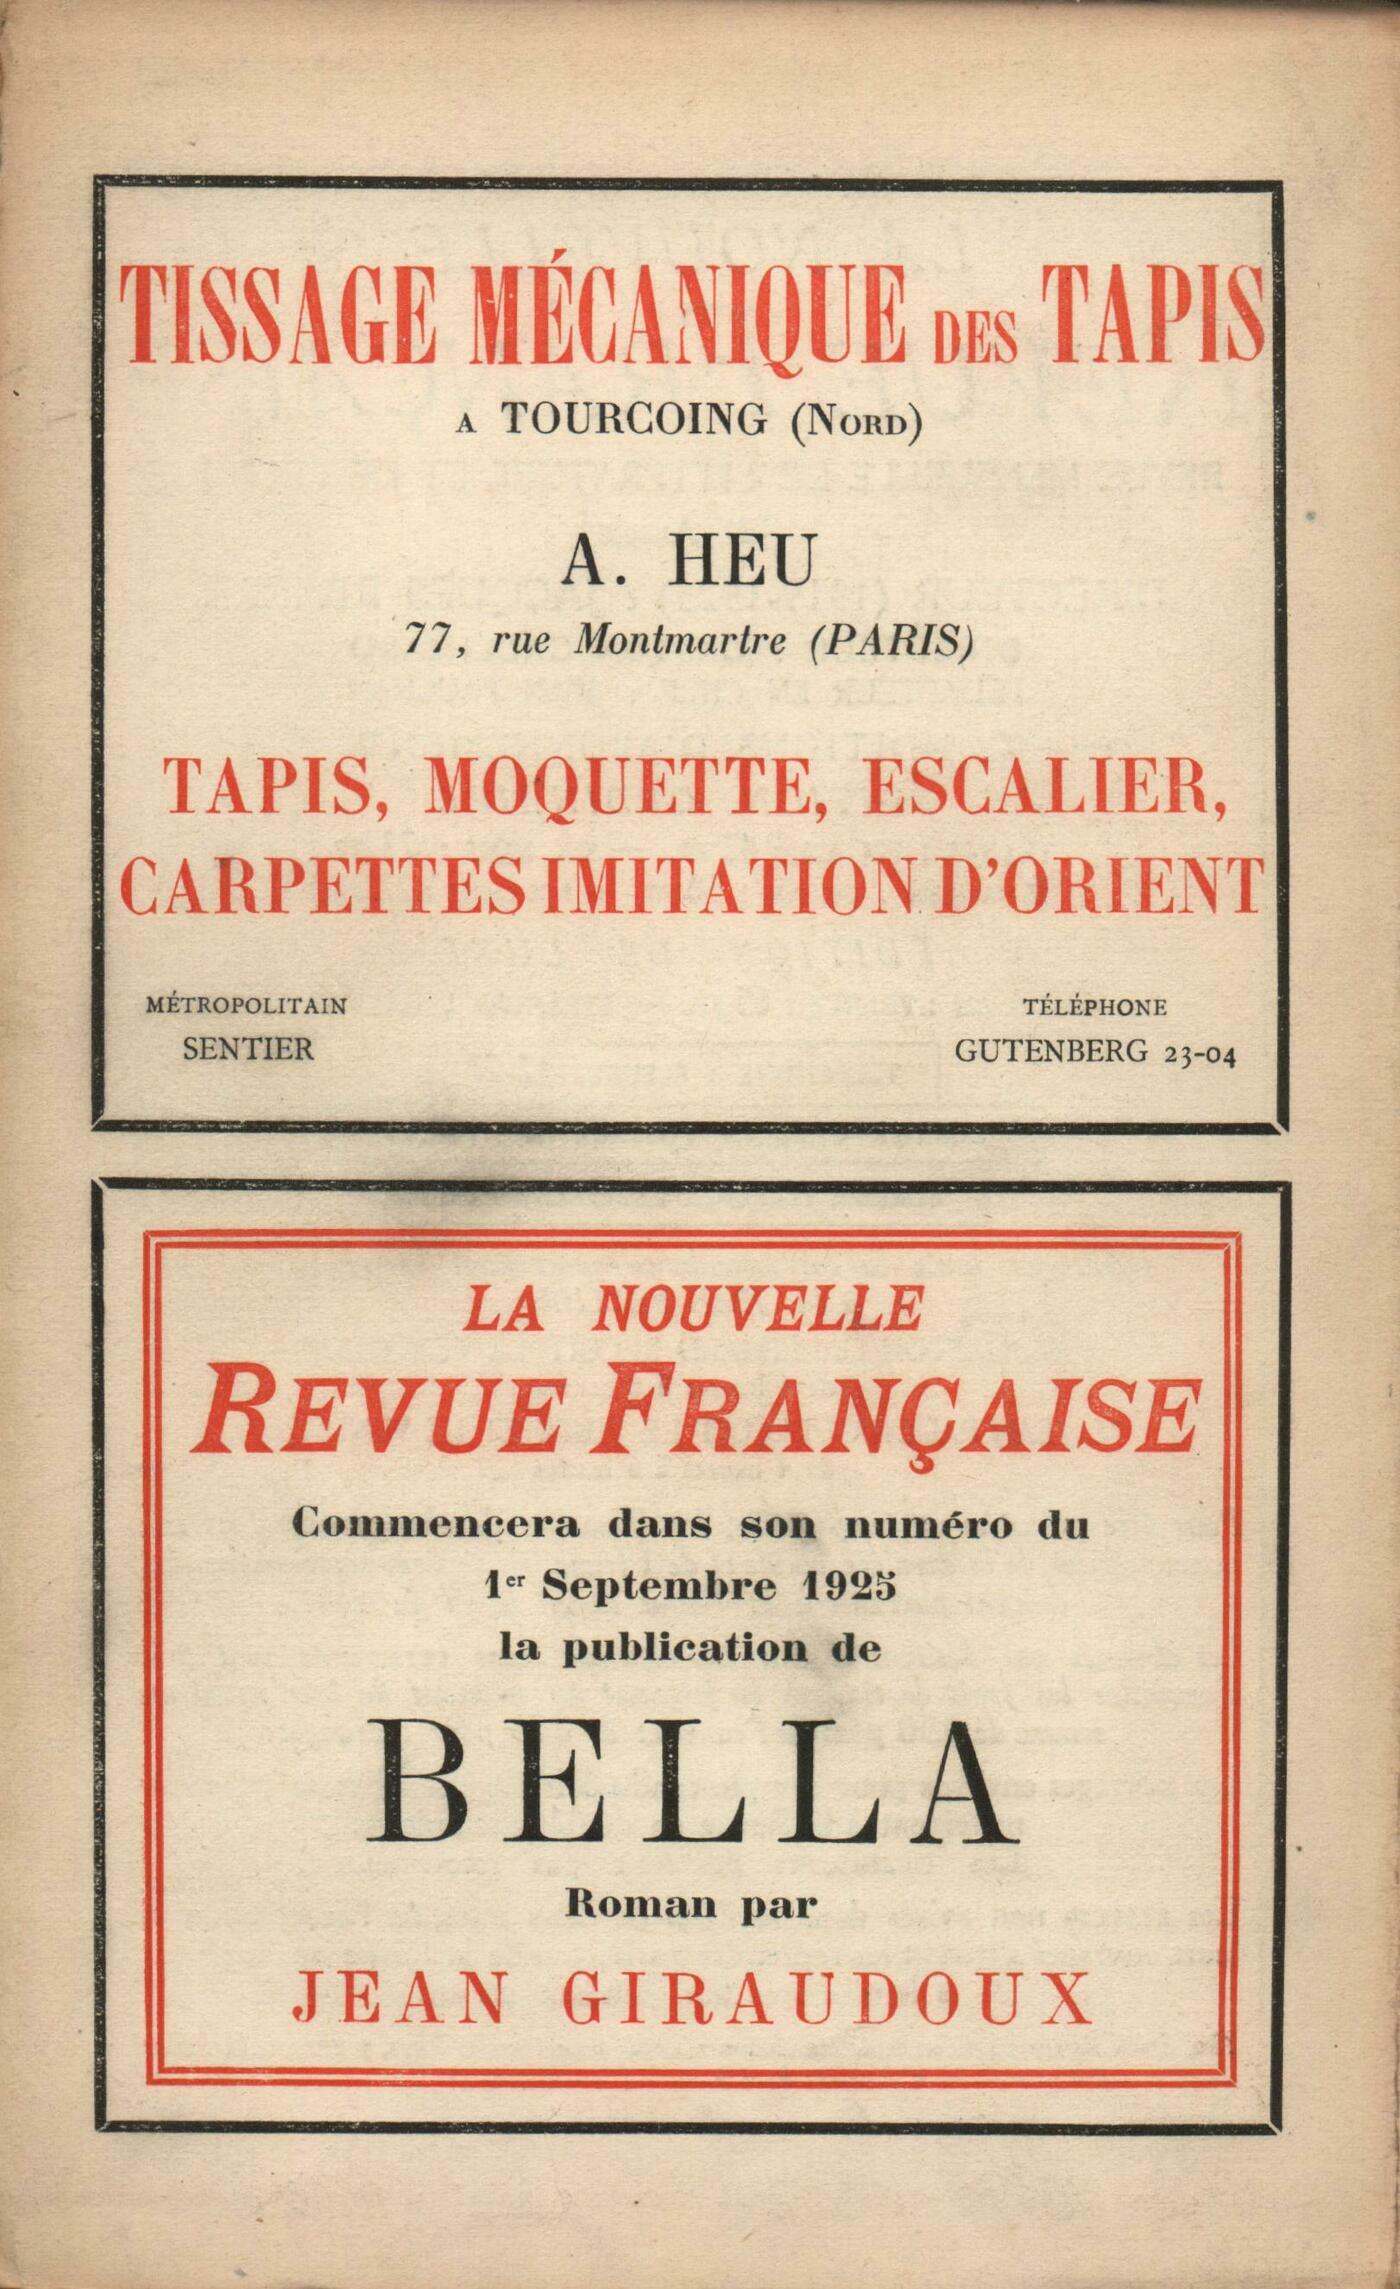 TISSAGE MÉCANIQUE DES TAPIS
A TOURCOING (NORD)
A. HEU
77, rue Montmartre (PARIS)
TAPIS, MOQUETTE, ESCALIER,
CARPETTES IMITATION D'ORIENT
MÉTROPOLITAIN
SENTIER
TÉLÉPHONE
GUTENBERG 23-04
LA NOUVELLE
REVUE FRANÇAISE
Commencera dans son numéro du
1er Septembre 1925
la publication de
BELLA
Roman par
JEAN GIRAUDOUX